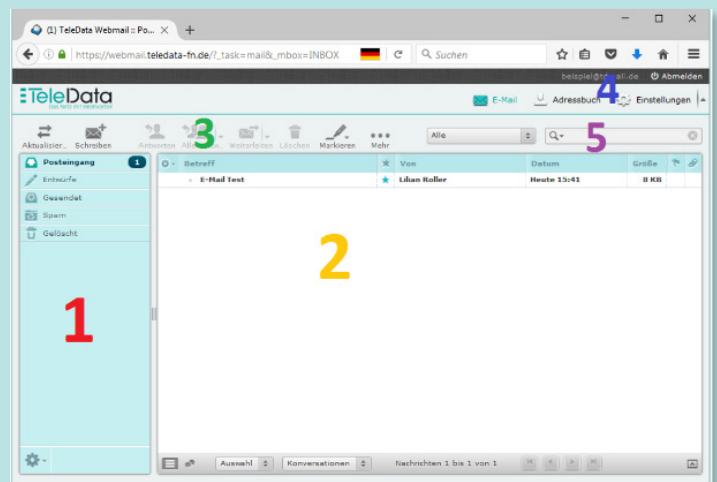 (1) TeleData Webmail :: Po...
https://webmail.teledata-fn.de/?_task=mail&_mbox=INBOX
Suchen
Abmelden
TeleData
E-Mail
Adressbuch
4
Einstellungen
Aktualisier...
Schreiben
Antworten
3
Weiterleiten
Löschen
Markieren
Mehr
Alle
5
Posteingang 1
Betreff
Von
Datum
Größe
Entwürfe
E-Mail Test
Lilian Roller
Heute 15:41
8 KB
Gesendet
Spam
Gelöscht
1
2
Auswahl
Konversationen
Nachrichten 1 bis 1 von 1